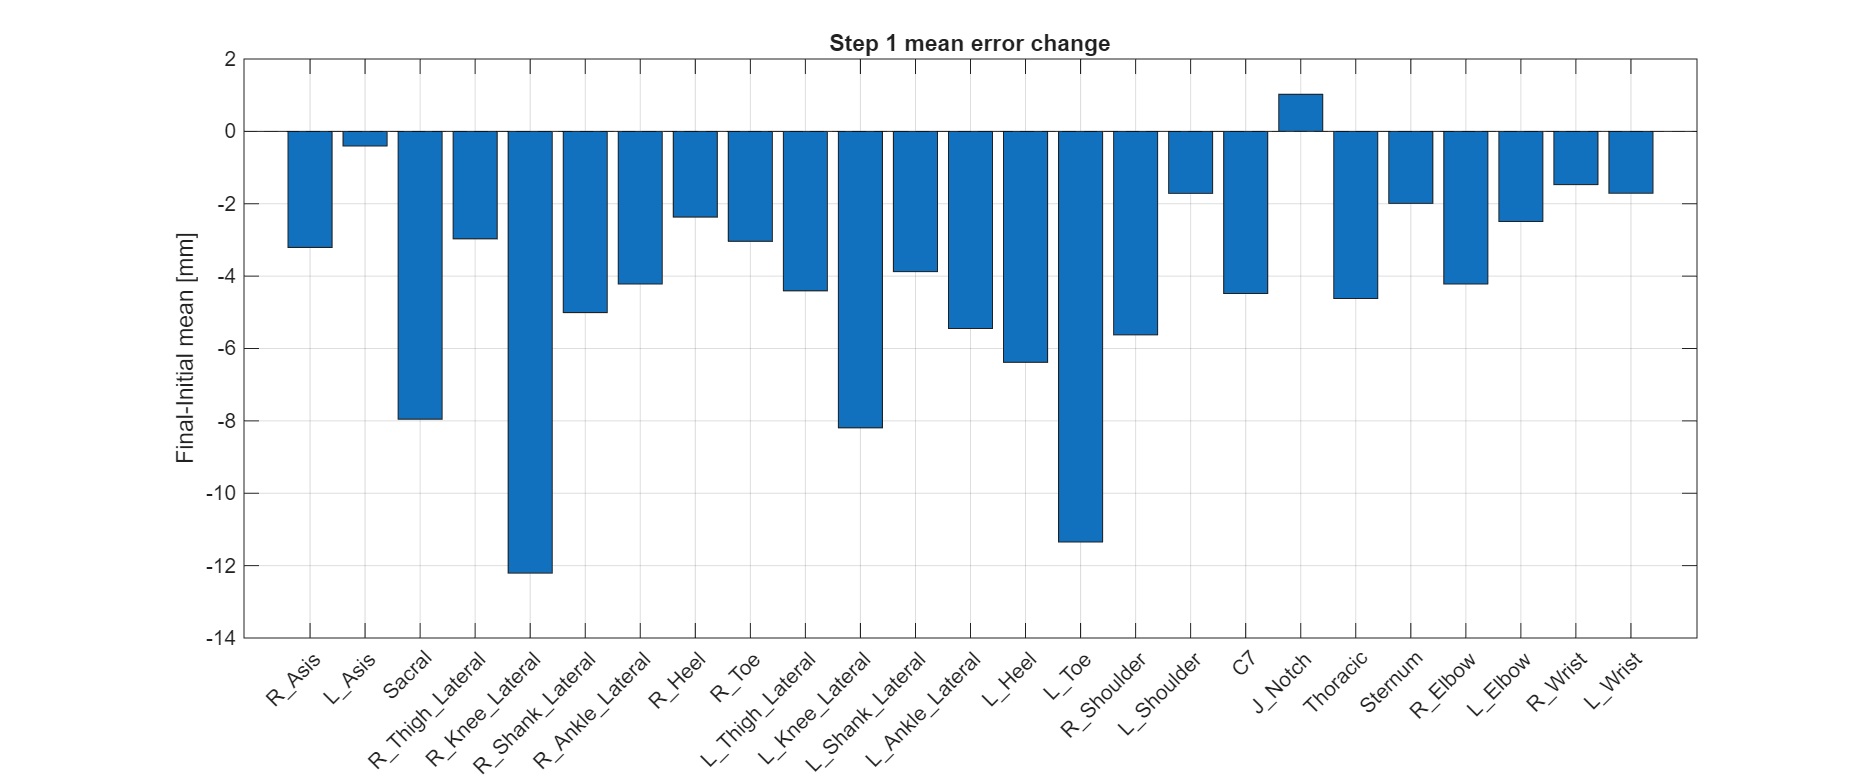 Step 1 mean error change
Final-Initial mean [mm]
2
0
-2
-4
-6
-8
-10
-12
-14
R_Asis
L_Asis
Sacral
R_Thigh_Lateral
R_Knee_Lateral
R_Shank_Lateral
R_Ankle_Lateral
R_Heel
R_Toe
L_Thigh_Lateral
L_Knee_Lateral
L_Shank_Lateral
L_Ankle_Lateral
L_Heel
L_Toe
R_Shoulder
L_Shoulder
C7
J_Notch
Thoracic
Sternum
R_Elbow
L_Elbow
R_Wrist
L_Wrist